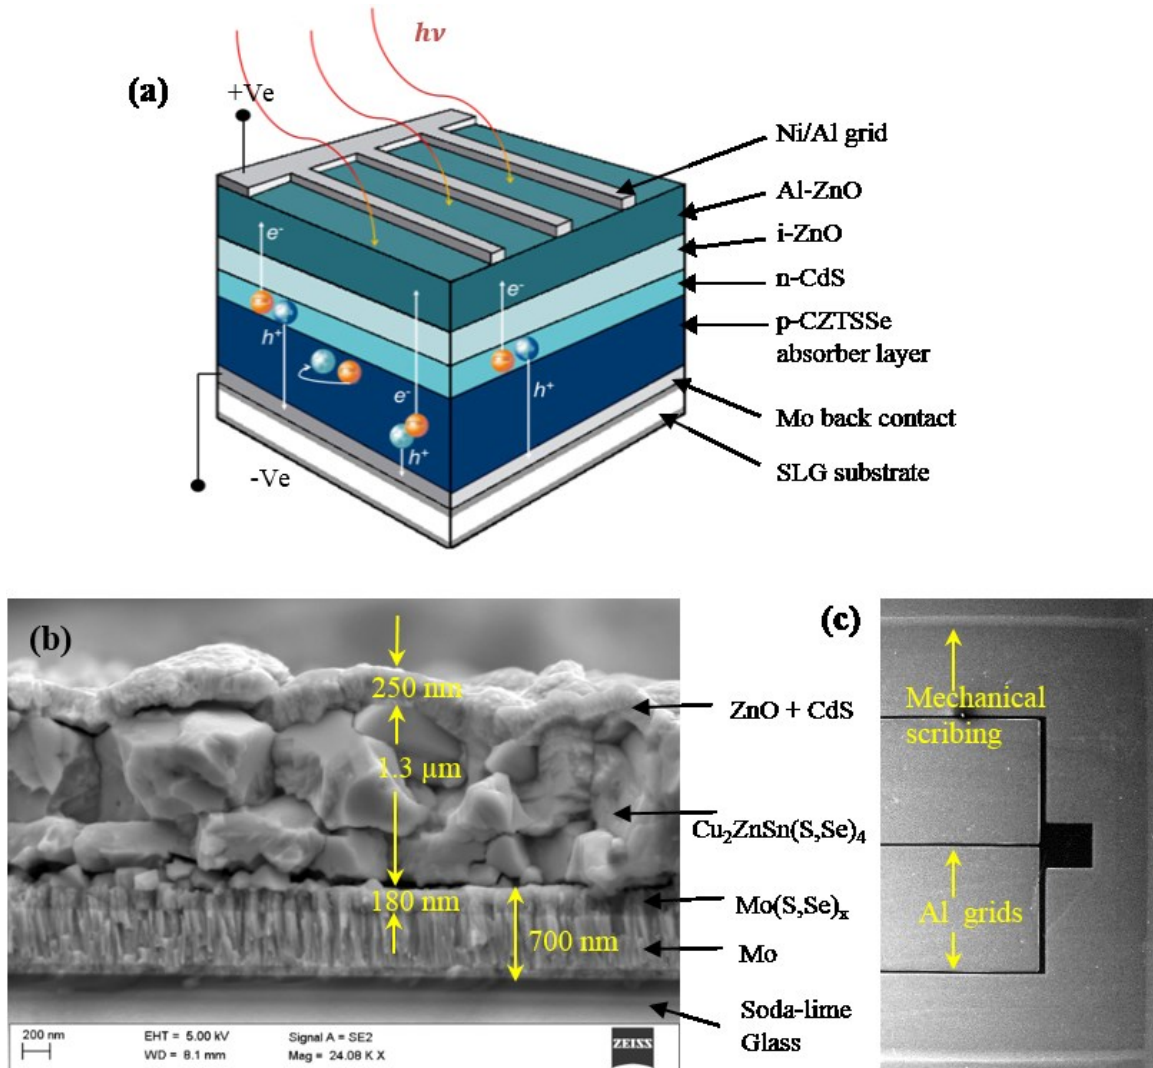 hν
(a)
+Ve
Ni/Al grid
Al-ZnO
i-ZnO
n-CdS
p-CZTSSe
absorber layer
Mo back contact
SLG substrate
e-
e-
h+
h+
e-
h+
-Ve
(b)
250 nm
1.3 µm
180 nm
700 nm
ZnO + CdS
Cu2ZnSn(S,Se)4
Mo(S,Se)x
Mo
Soda-lime
Glass
200 nm
EHT = 5.00 kV
Signal A = SE2
WD = 8.1 mm
Mag = 24.08 K X
ZEISS
(c)
Mechanical
scribing
Al grids